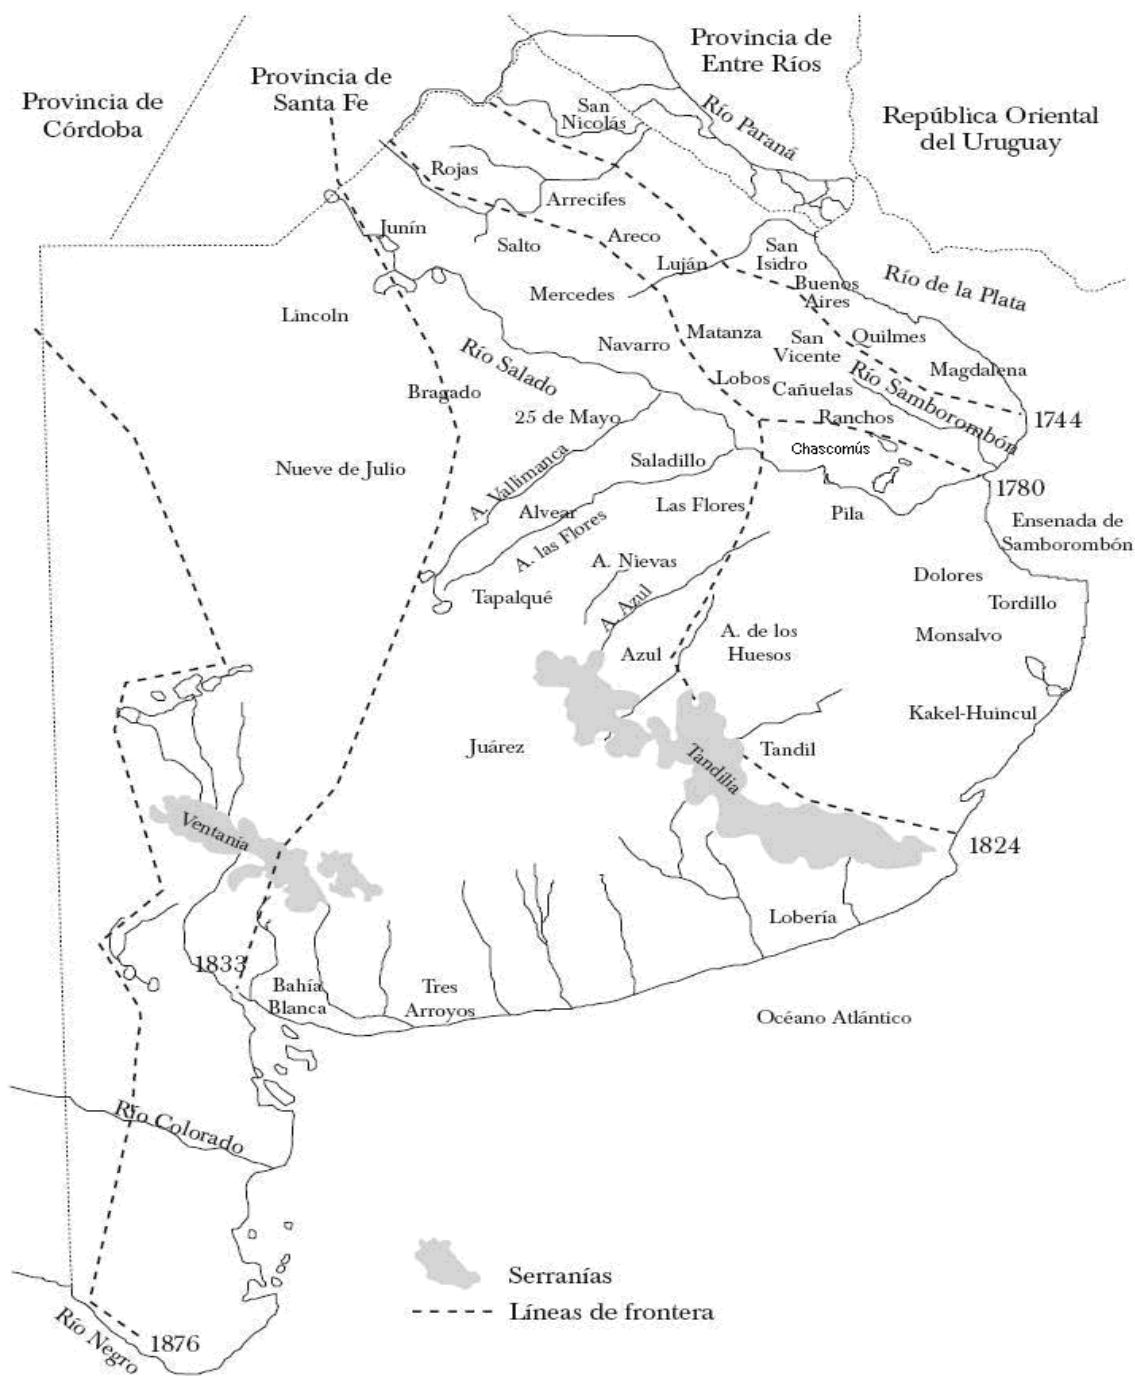 Provincia de
Entre Ríos
Provincia de
Santa Fe
Provincia de
Córdoba
República Oriental
del Uruguay
San
Nicolás
Río Paraná
Rojas
Arrecifes
Junín
Salto
Areco
San
Isidro
Luján
Río de la Plata
Buenos
Aires
Mercedes
Lincoln
Matanza
Quilmes
San
Vicente
Navarro
Río Salado
Magdalena
Lobos
Río Samborombón
Cañuelas
Bragado
25 de Mayo
Ranchos
1744
Chascomús
Nueve de Julio
Saladillo
A. Vallimanca
1780
Las Flores
Alvear
Pila
A. las Flores
Ensenada de
Samborombón
A. Nievas
Dolores
Tapalqué
Tordillo
A. Azul
A. de los
Huesos
Monsalvo
Azul
Kakel-Huincul
Juárez
Tandil
Tandilia
Ventanía
1824
Lobería
1833
Bahía
Blanca
Tres
Arroyos
Océano Atlántico
Río Colorado
Serranías
Líneas de frontera
Río Negro
1876